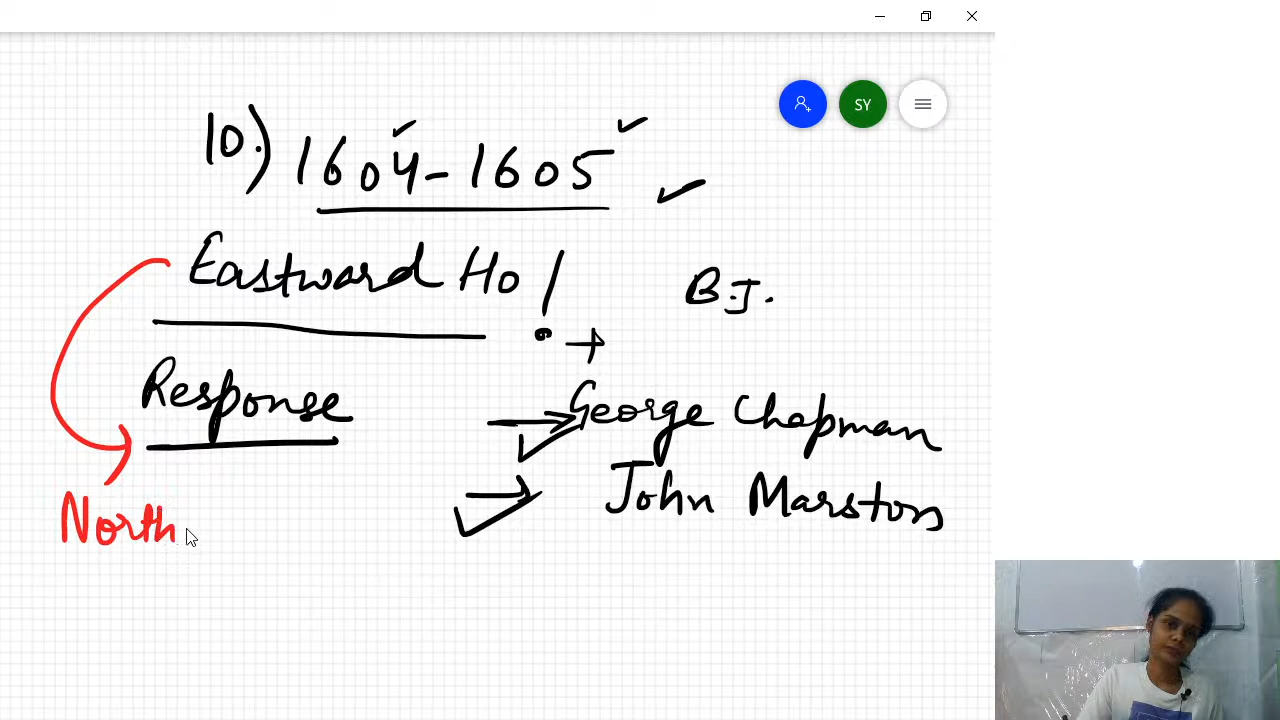 SY
10.) 1604-1605
Eastward Ho!
B.J.
+
Response
George Chapman
John Marston
North